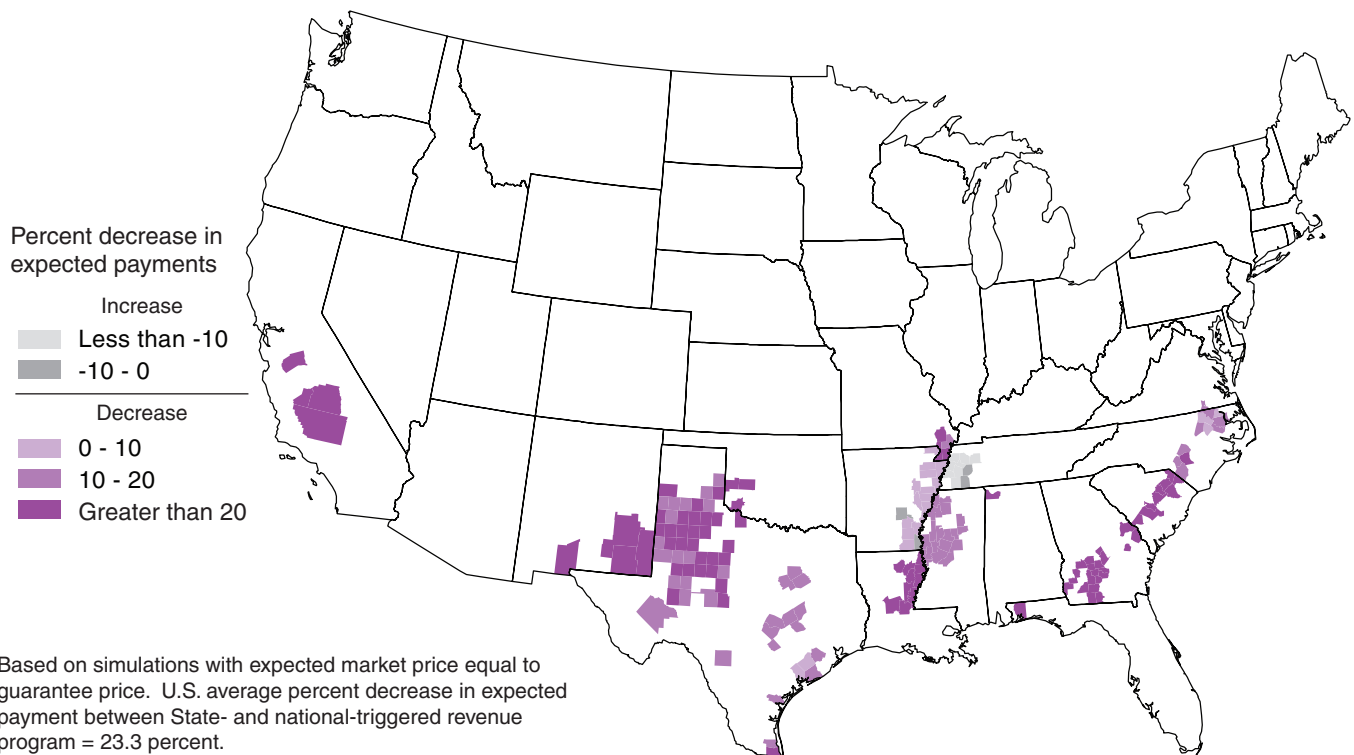 Percent decrease in
expected payments
Increase
Less than -10
-10 - 0
Decrease
0 - 10
10 - 20
Greater than 20
Based on simulations with expected market price equal to
guarantee price. U.S. average percent decrease in expected
payment between State- and national-triggered revenue
program = 23.3 percent.